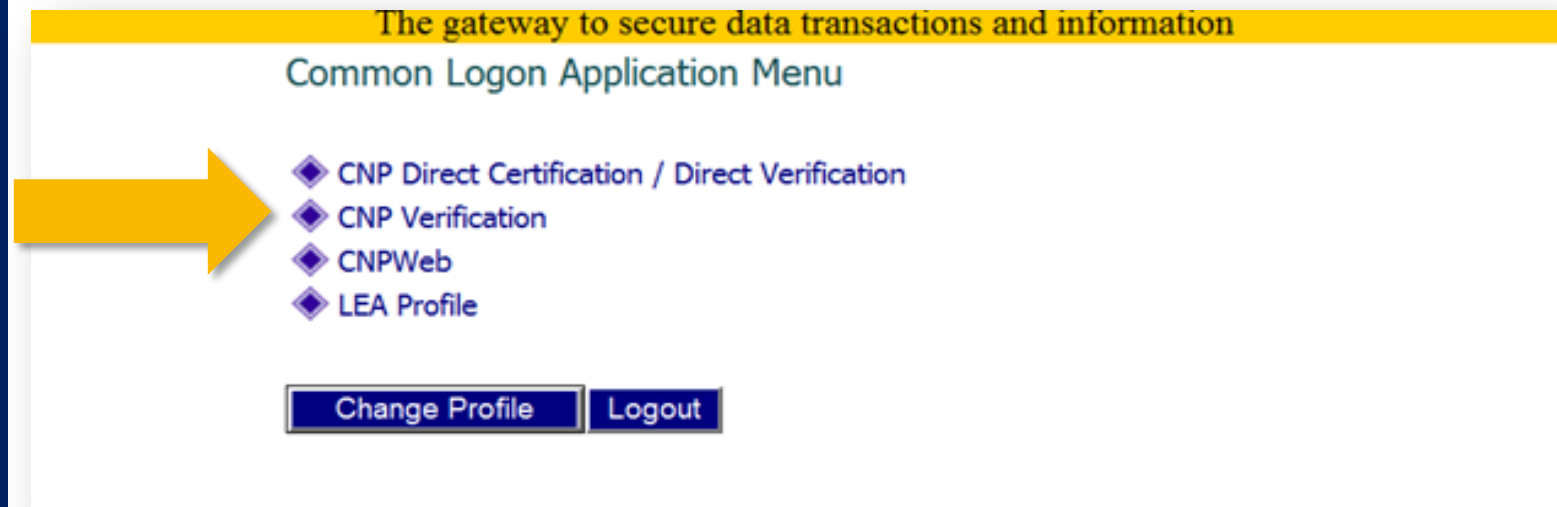 The gateway to secure data transactions and information
Common Logon Application Menu
CNP Direct Certification / Direct Verification
CNP Verification
CNPWeb
LEA Profile
Change Profile Logout